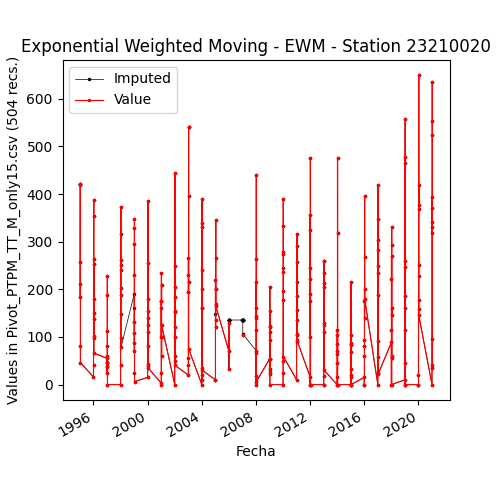 Exponential Weighted Moving - EWM - Station 23210020
Imputed
Value
Values in Pivot_PTPM_TT_M_only15.csv (504 recs.)
600
500
400
300
200
100
0
1996
2000
2004
2008
2012
2016
2020
Fecha